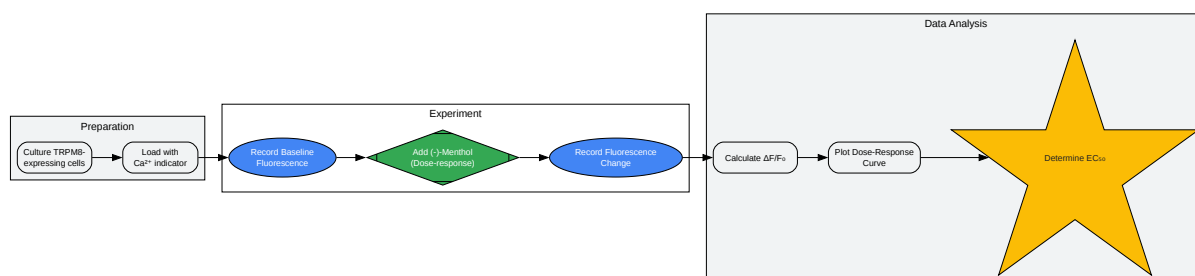 Preparation
Culture TRPM8-
expressing cells
Load with
Ca²⁺ indicator
Experiment
Record Baseline
Fluorescence
Add (-)-Menthol
(Dose-response)
Record Fluorescence
Change
Data Analysis
Calculate ΔF/F₀
Plot Dose-Response
Curve
Determine EC₅₀